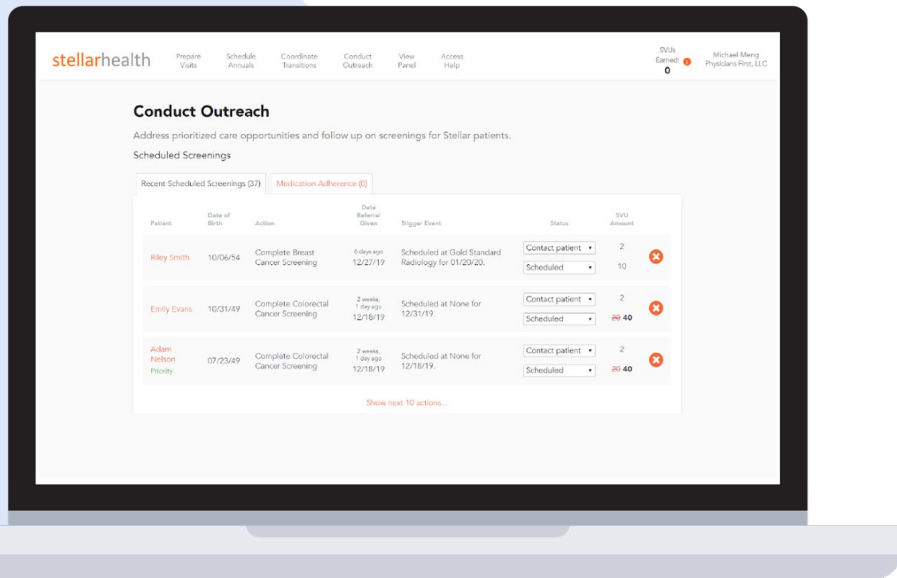 stellarhealth
Prepare
Visits
Schedule
Annuals
Coordinate
Transitions
Conduct
Outreach
View
Panel
Access
Help
SVUs
Earned:
0
Michael Meng
Physicians First, LLC
Conduct Outreach
Address prioritized care opportunities and follow up on screenings for Stellar patients.
Scheduled Screenings
Recent Scheduled Screenings (37)
Medication Adherence (0)
Patient
Date of
Birth
Action
Date
Referral
Given
Trigger Event
Status
SVU
Amount
Riley Smith
10/06/54
Complete Breast
Cancer Screening
6 days ago
12/27/19
Scheduled at Gold Standard
Radiology for 01/20/20.
Contact patient
2
Scheduled
10
Emily Evans
10/31/49
Complete Colorectal
Cancer Screening
2 weeks,
1 day ago
12/18/19
Scheduled at None for
12/31/19.
Contact patient
2
Scheduled
20 40
Adam
Nelson
Priority
07/23/49
Complete Colorectal
Cancer Screening
2 weeks,
1 day ago
12/18/19
Scheduled at None for
12/18/19.
Contact patient
2
Scheduled
20 40
Show next 10 actions...